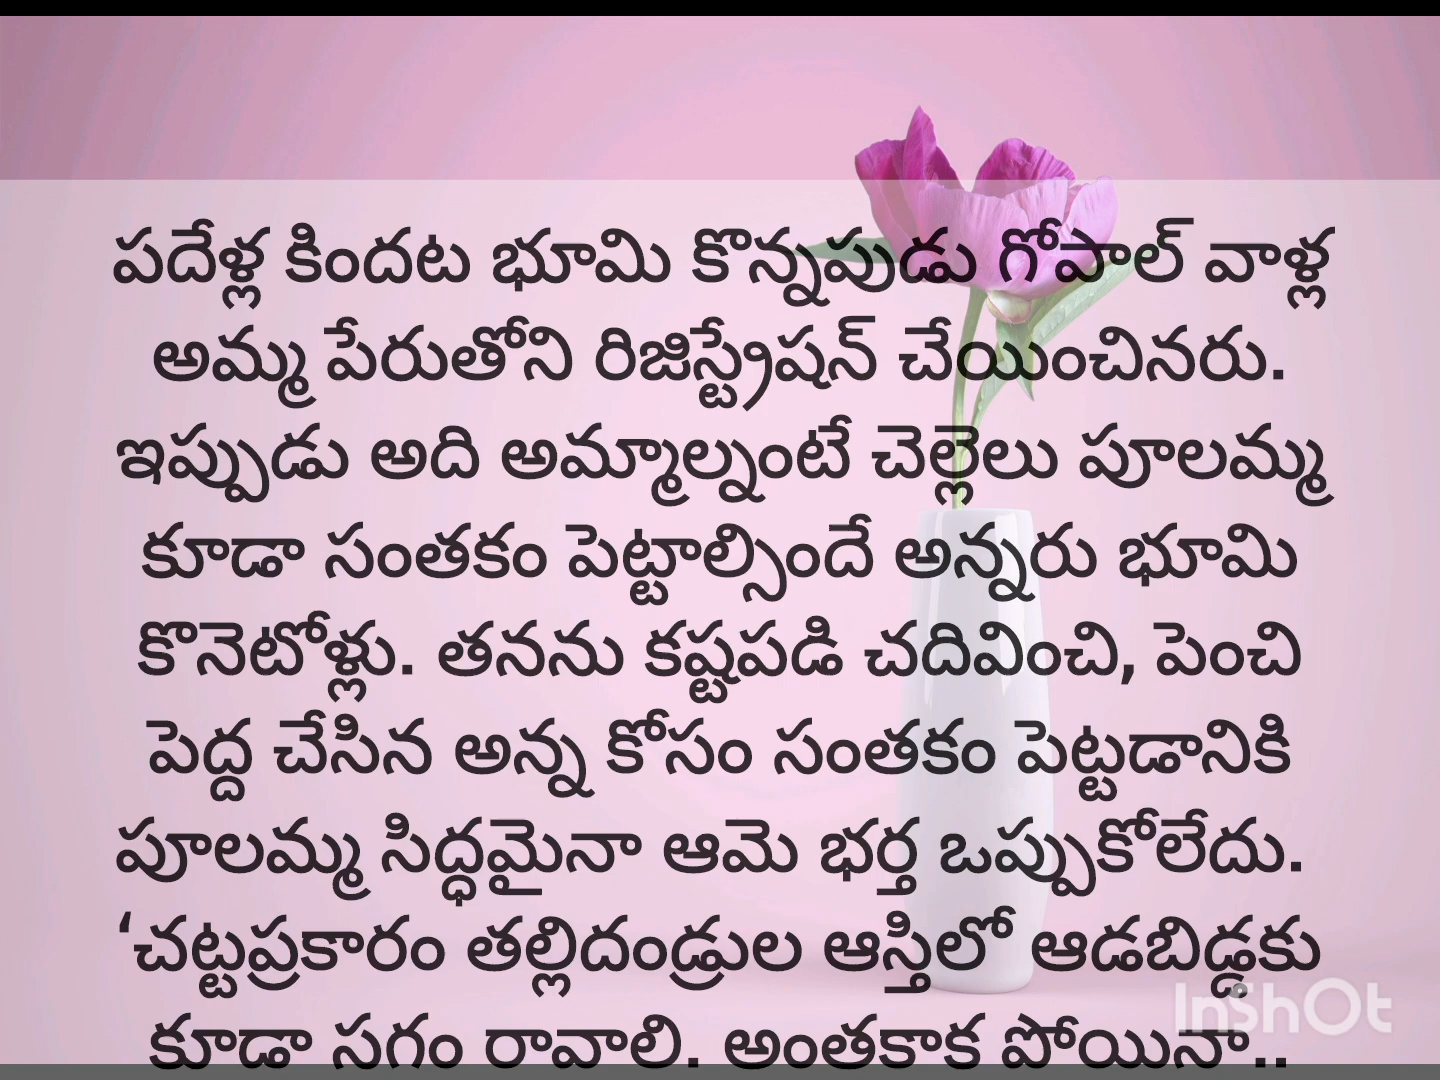 పదేళ్ల కిందట భూమి కొన్నపుడు గోపాల్ వాళ్ల
అమ్మ పేరుతోని రిజిస్ట్రేషన్ చేయించినరు.
ఇప్పుడు అది అమ్మాల్నంటే చెల్లెలు పూలమ్మ
కూడా సంతకం పెట్టాల్సిందే అన్నరు భూమి
కొనెటోళ్లు. తనను కష్టపడి చదివించి, పెంచి
పెద్ద చేసిన అన్న కోసం సంతకం పెట్టడానికి
పూలమ్మ సిద్ధమైనా ఆమె భర్త ఒప్పుకోలేదు.
‘చట్టప్రకారం తల్లిదండ్రుల ఆస్తిలో ఆడబిడ్డకు
కూడా సగం రావాలి. అంతకాక పోయినా..
InShOt